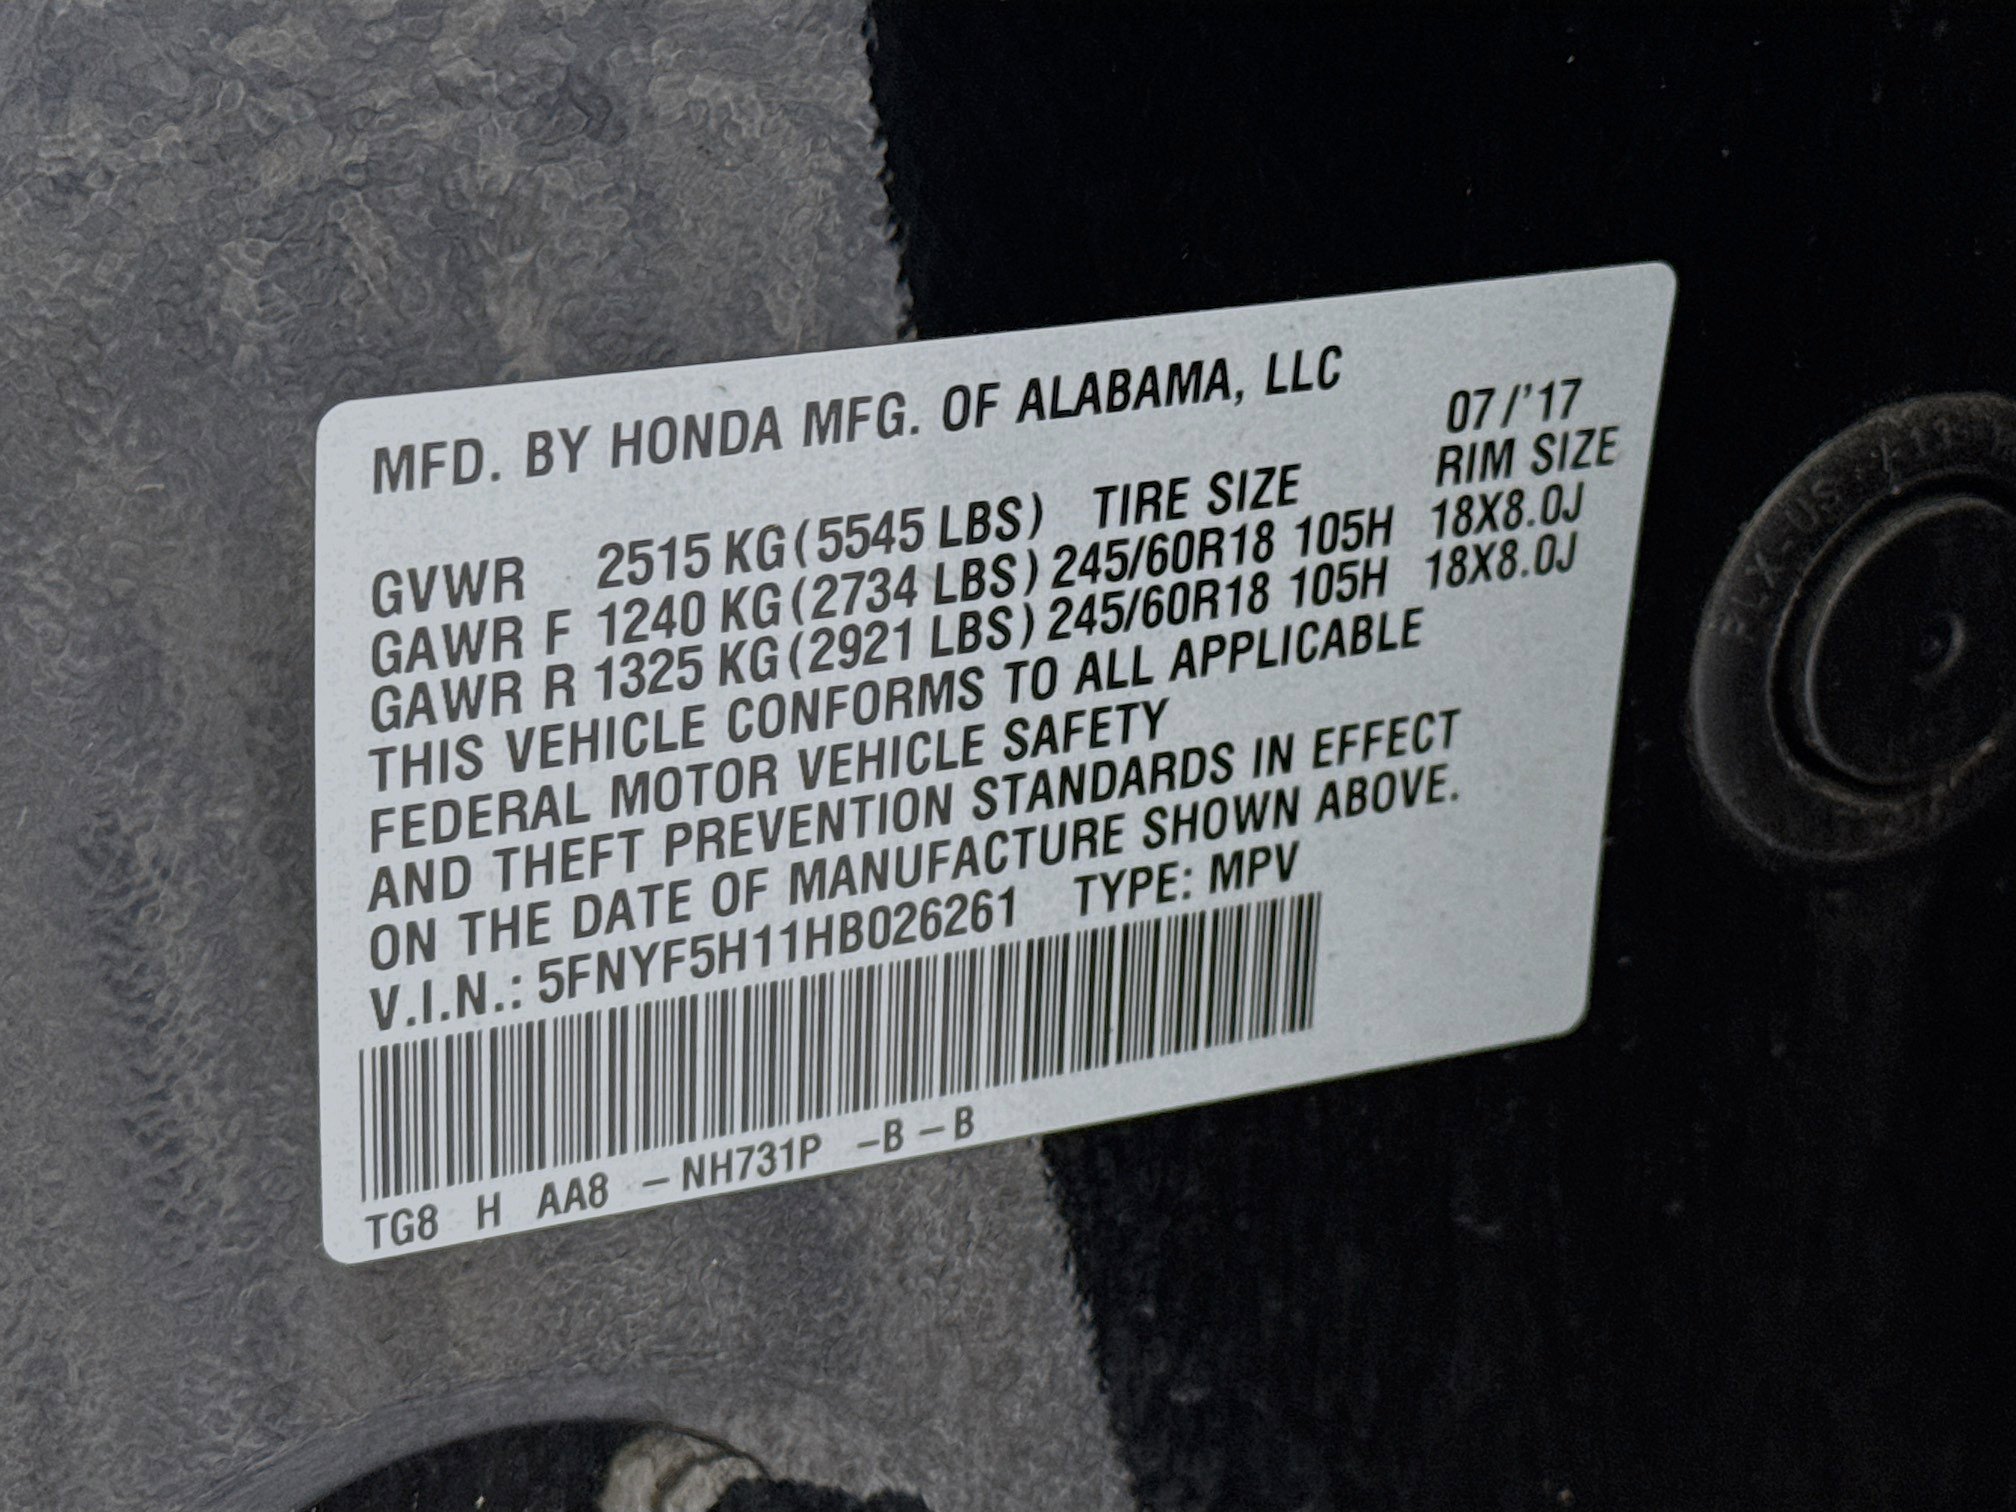 MFD. BY HONDA MFG. OF ALABAMA, LLC
07/'17
TIRE SIZE RIM SIZE
GVWR 2515 KG (5545 LBS)
GAWR F 1240 KG (2734 LBS) 245/60R18 105H 18X8.0J
GAWR R 1325 KG (2921 LBS) 245/60R18 105H 18X8.0J
THIS VEHICLE CONFORMS TO ALL APPLICABLE
FEDERAL MOTOR VEHICLE SAFETY
AND THEFT PREVENTION STANDARDS IN EFFECT
ON THE DATE OF MANUFACTURE SHOWN ABOVE.
V.I.N.: 5FNYF5H11HB026261 TYPE: MPV
TG8 H AA8 – NH731P –B – B